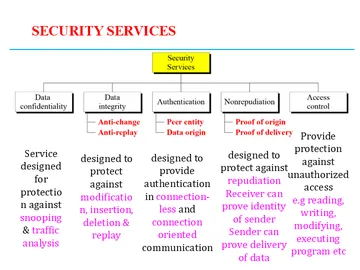 SECURITY SERVICES
Security
Services
Data
confidentiality
Data
integrity
Authentication
Nonrepudiation
Access
control
Anti-change
Anti-replay
Peer entity
Data origin
Proof of origin
Proof of delivery
Service
designed
for
protectio
n against
snooping
& traffic
analysis
designed to
protect
against
modificatio
n, insertion,
deletion &
replay
designed to
provide
authentication
in connection-
less and
connection
oriented
communication
designed to
protect against
repudiation
Receiver can
prove identity
of sender
Sender can
prove delivery
of data
Provide
protection
against
unauthorized
access
e.g reading,
writing,
modifying,
executing
program etc